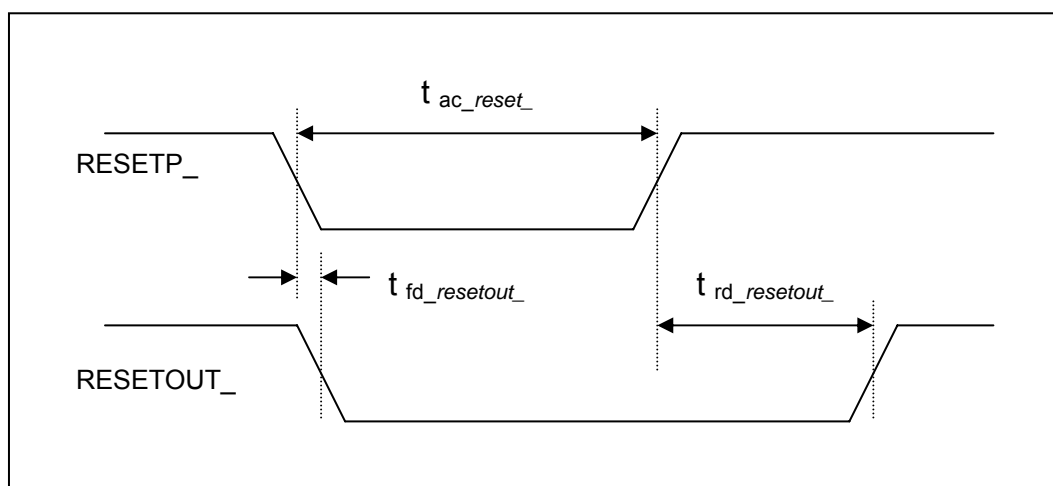 t ac_reset_
RESETP_
t fd_resetout_
t rd_resetout_
RESETOUT_